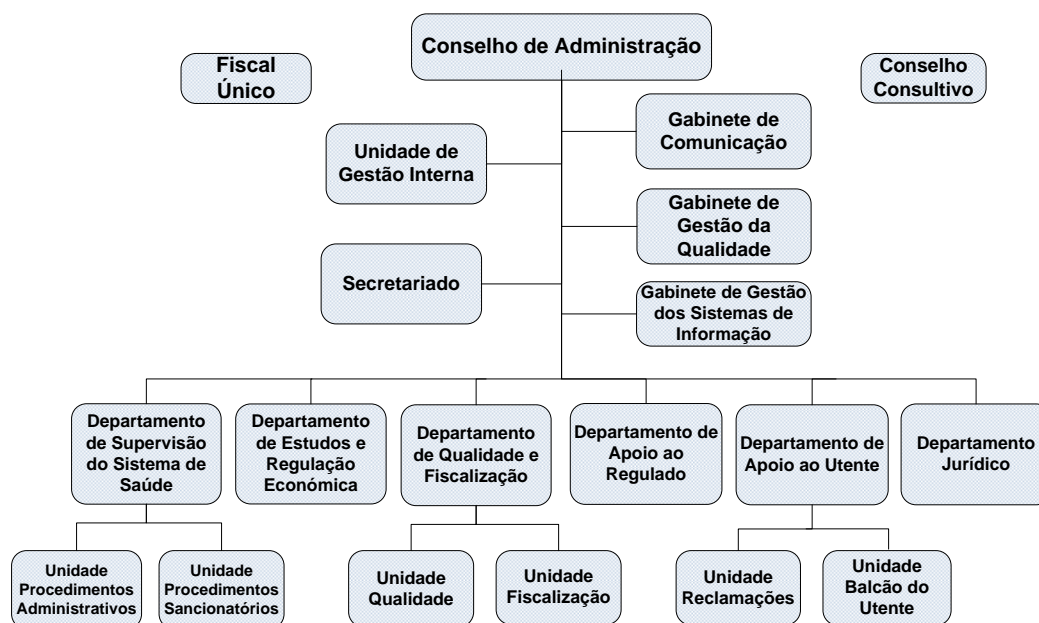 Conselho de Administração
Fiscal
Único
Conselho
Consultivo
Gabinete de
Comunicação
Unidade de
Gestão Interna
Gabinete de
Gestão da
Qualidade
Secretariado
Gabinete de Gestão
dos Sistemas de
Informação
Departamento
de Supervisão
do Sistema de
Saúde
Departamento
de Estudos e
Regulação
Económica
Departamento
de Qualidade e
Fiscalização
Departamento de
Apoio ao
Regulado
Departamento de
Apoio ao Utente
Departamento
Jurídico
Unidade
Procedimentos
Administrativos
Unidade
Procedimentos
Sancionatórios
Unidade
Qualidade
Unidade
Fiscalização
Unidade
Reclamações
Unidade
Balcão do
Utente